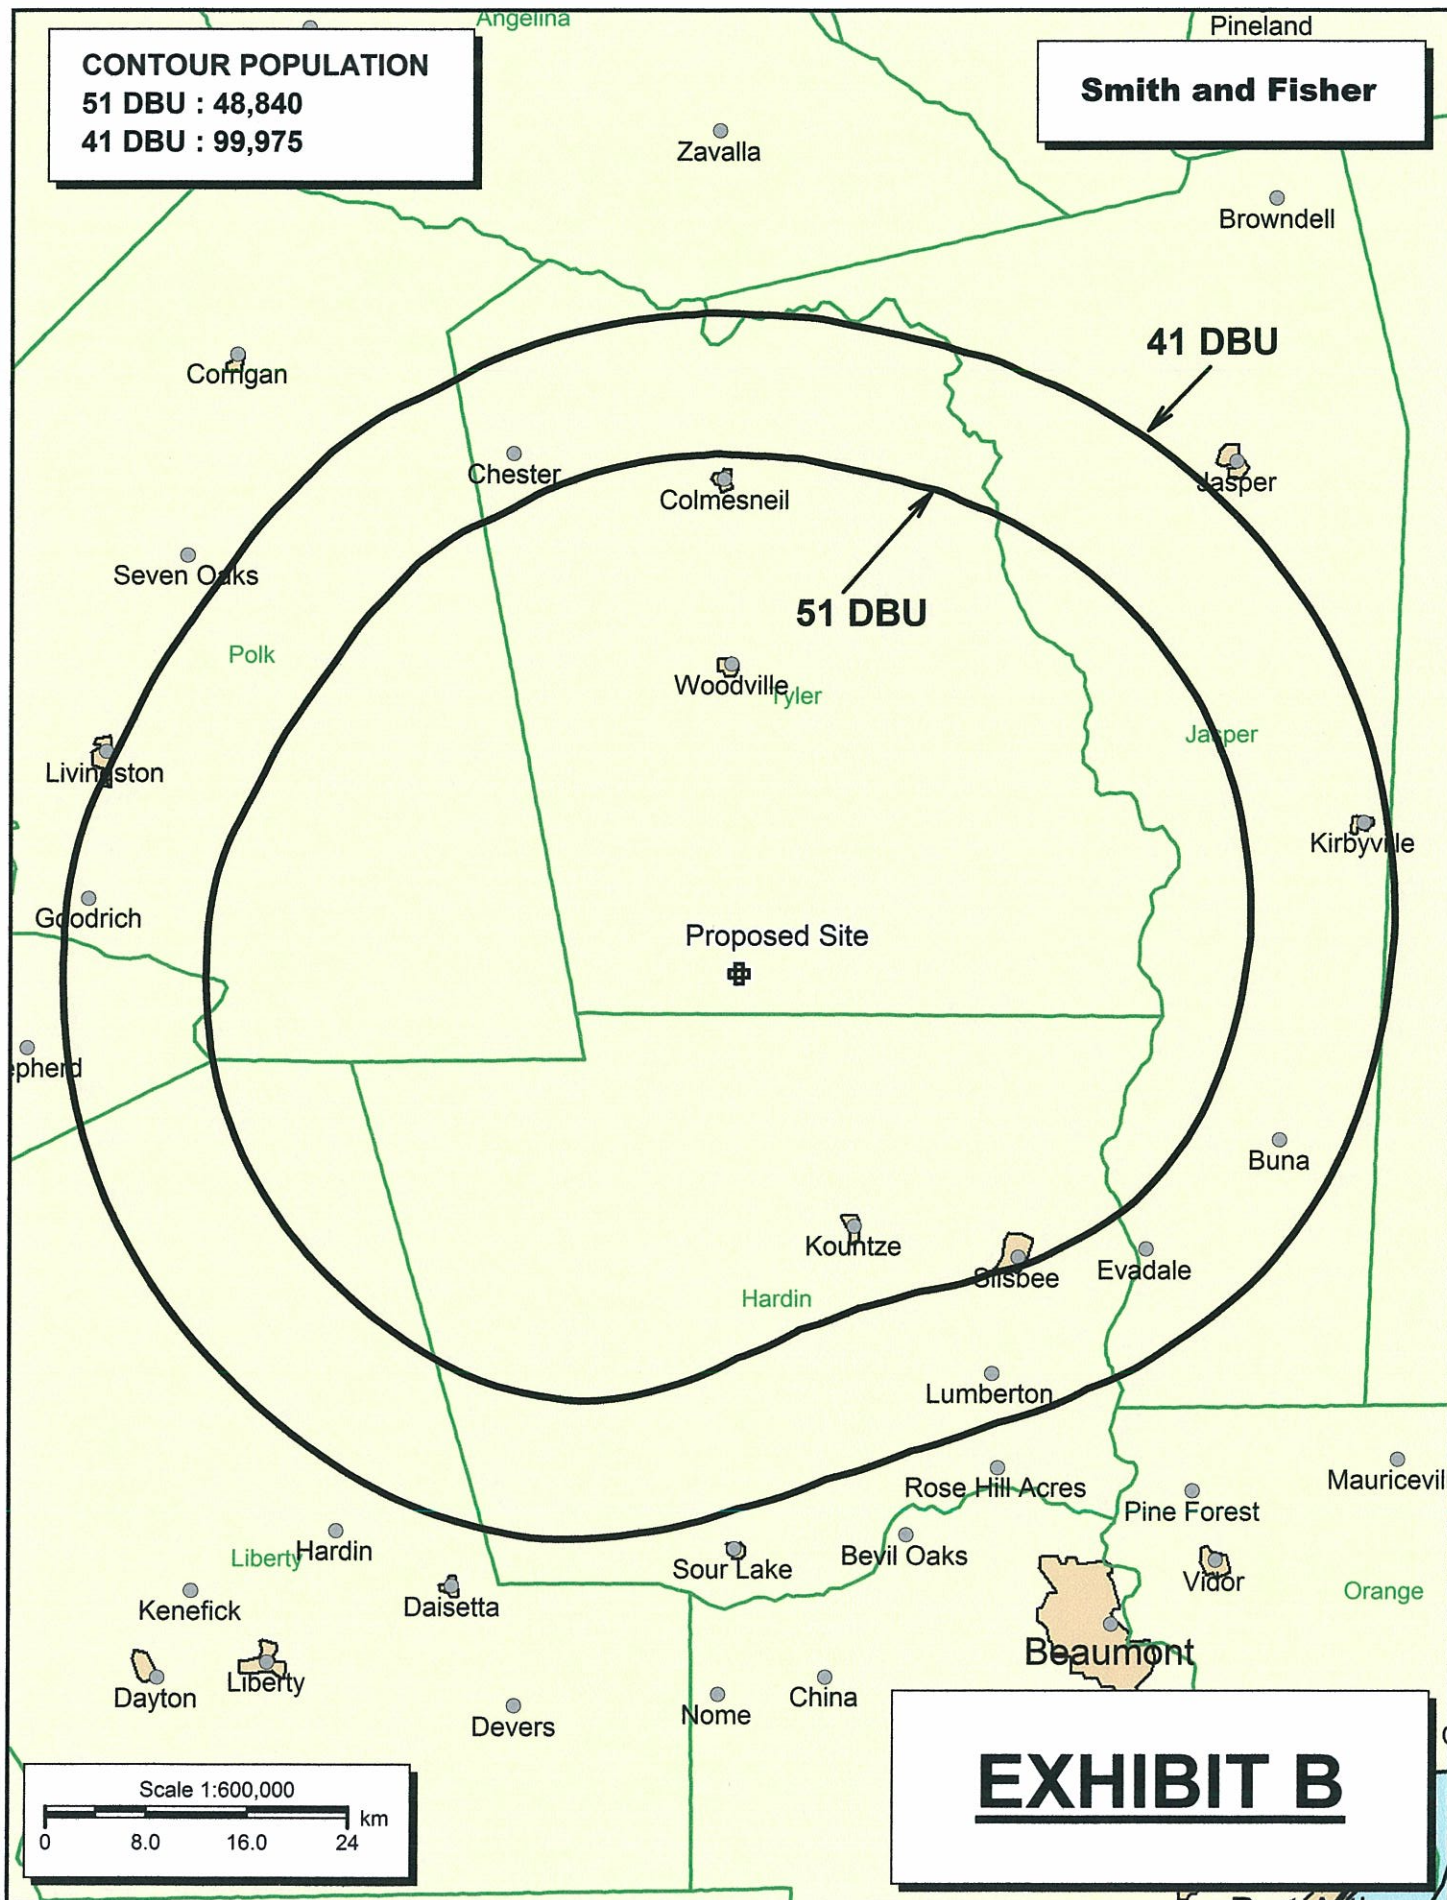 Angelina
Pineland
CONTOUR POPULATION
51 DBU : 48,840
41 DBU : 99,975
Smith and Fisher
Zavalla
Browndell
41 DBU
Corrigan
Chester
Jasper
Colmesneil
Seven Oaks
51 DBU
Polk
Woodville
Tyler
Jasper
Livingston
Kirbyville
Goodrich
Proposed Site
epherd
Buna
Kountze
Evadale
Silsbee
Hardin
Lumberton
Mauricevil
Rose Hill Acres
Pine Forest
Hardin
Liberty
Bevil Oaks
Sour Lake
Vidor
Orange
Kenefick
Daisetta
Beaumont
Liberty
Dayton
China
Nome
Devers
EXHIBIT B
Scale 1:600,000
km
0 8.0 16.0 24